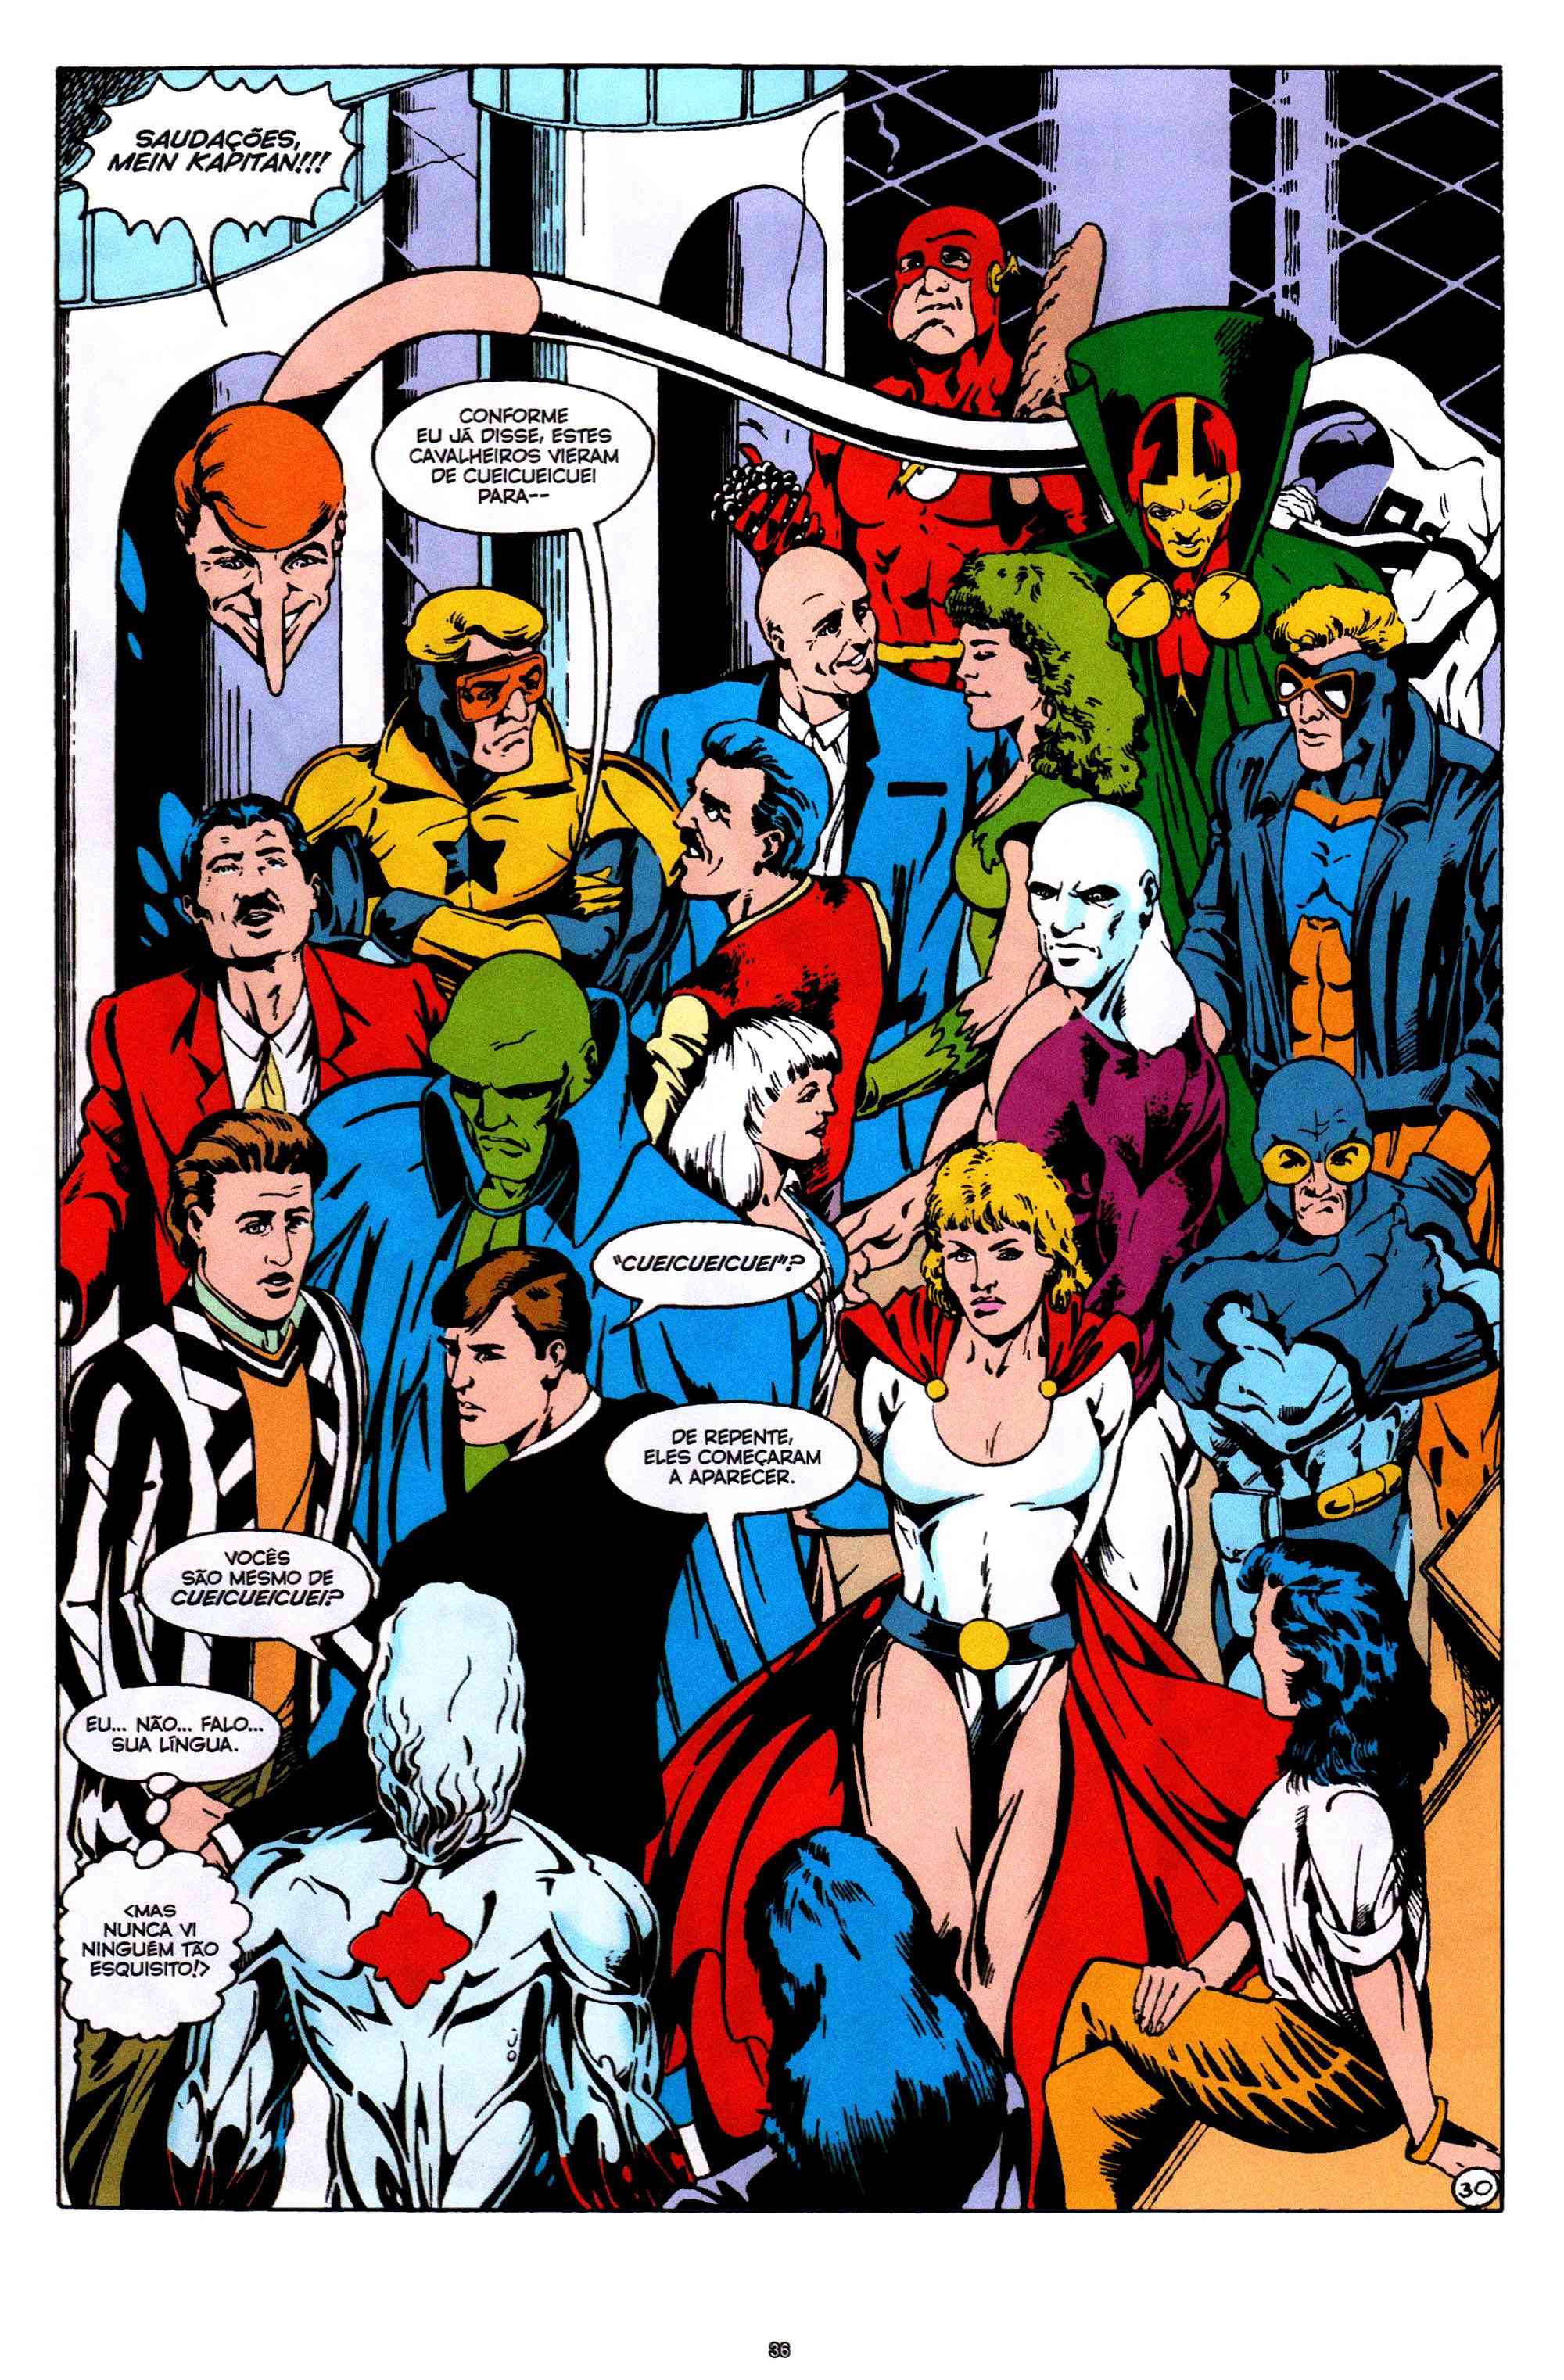 SAUDAÇÕES,
MEIN KAPITAN!!!
CONFORME
EU JÁ DISSE, ESTES
CAVALHEIROS VIERAM
DE CUEICUEICUEI
PARA--
"CUEICUEICUEI"?
DE REPENTE,
ELES COMEÇARAM
A APARECER.
VOCÊS
SÃO MESMO DE
CUEICUEICUEI?
EU... NÃO... FALO...
SUA LÍNGUA.
<MAS
NUNCA VI
NINGUÉM TÃO
ESQUISITO!>
30
36